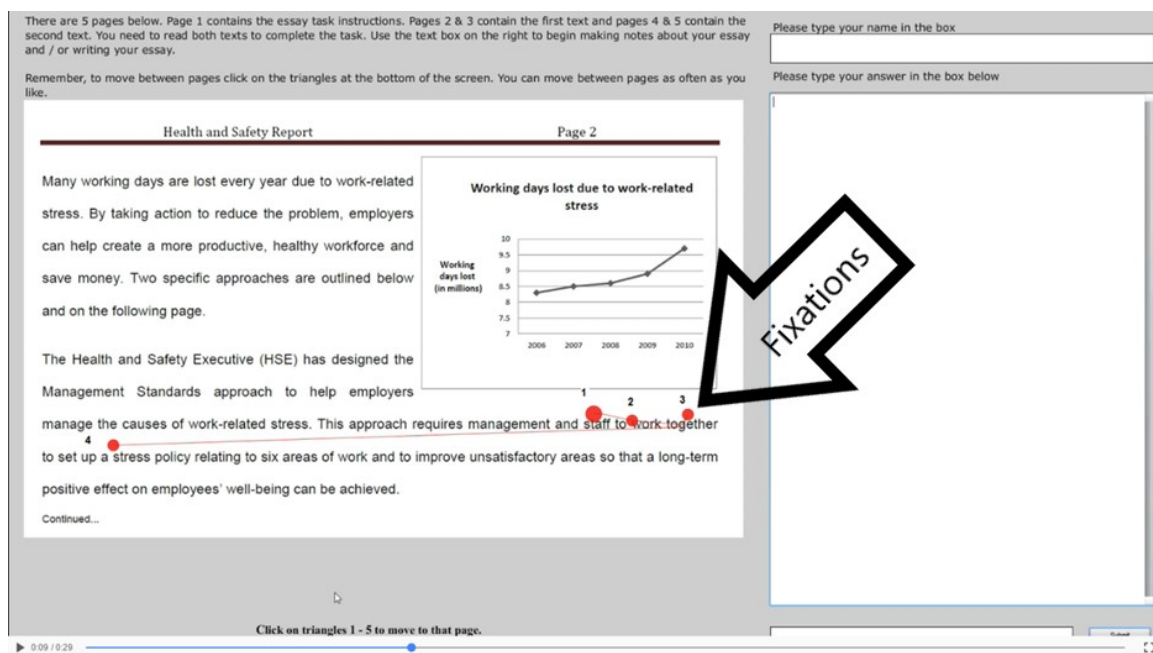 There are 5 pages below. Page 1 contains the essay task instructions. Pages 2 & 3 contain the first text and pages 4 & 5 contain the
second text. You need to read both texts to complete the task. Use the text box on the right to begin making notes about your essay
and / or writing your essay.
Remember, to move between pages click on the triangles at the bottom of the screen. You can move between pages as often as you
like.
Please type your name in the box
Please type your answer in the box below
Health and Safety Report
Page 2
Many working days are lost every year due to work-related
stress. By taking action to reduce the problem, employers
can help create a more productive, healthy workforce and
save money. Two specific approaches are outlined below
and on the following page.
Working days lost due to work-related
stress
Working
days lost
(in millions)
10
9.5
9
8.5
8
7.5
7
2006 2007 2008 2009 2010
Fixations
The Health and Safety Executive (HSE) has designed the
Management Standards approach to help employers
1
2
3
manage the causes of work-related stress. This approach requires management and staff to work together
4
to set up a stress policy relating to six areas of work and to improve unsatisfactory areas so that a long-term
positive effect on employees' well-being can be achieved.
Continued...
Click on triangles 1 - 5 to move to that page.
Submit
0:09 / 0:29